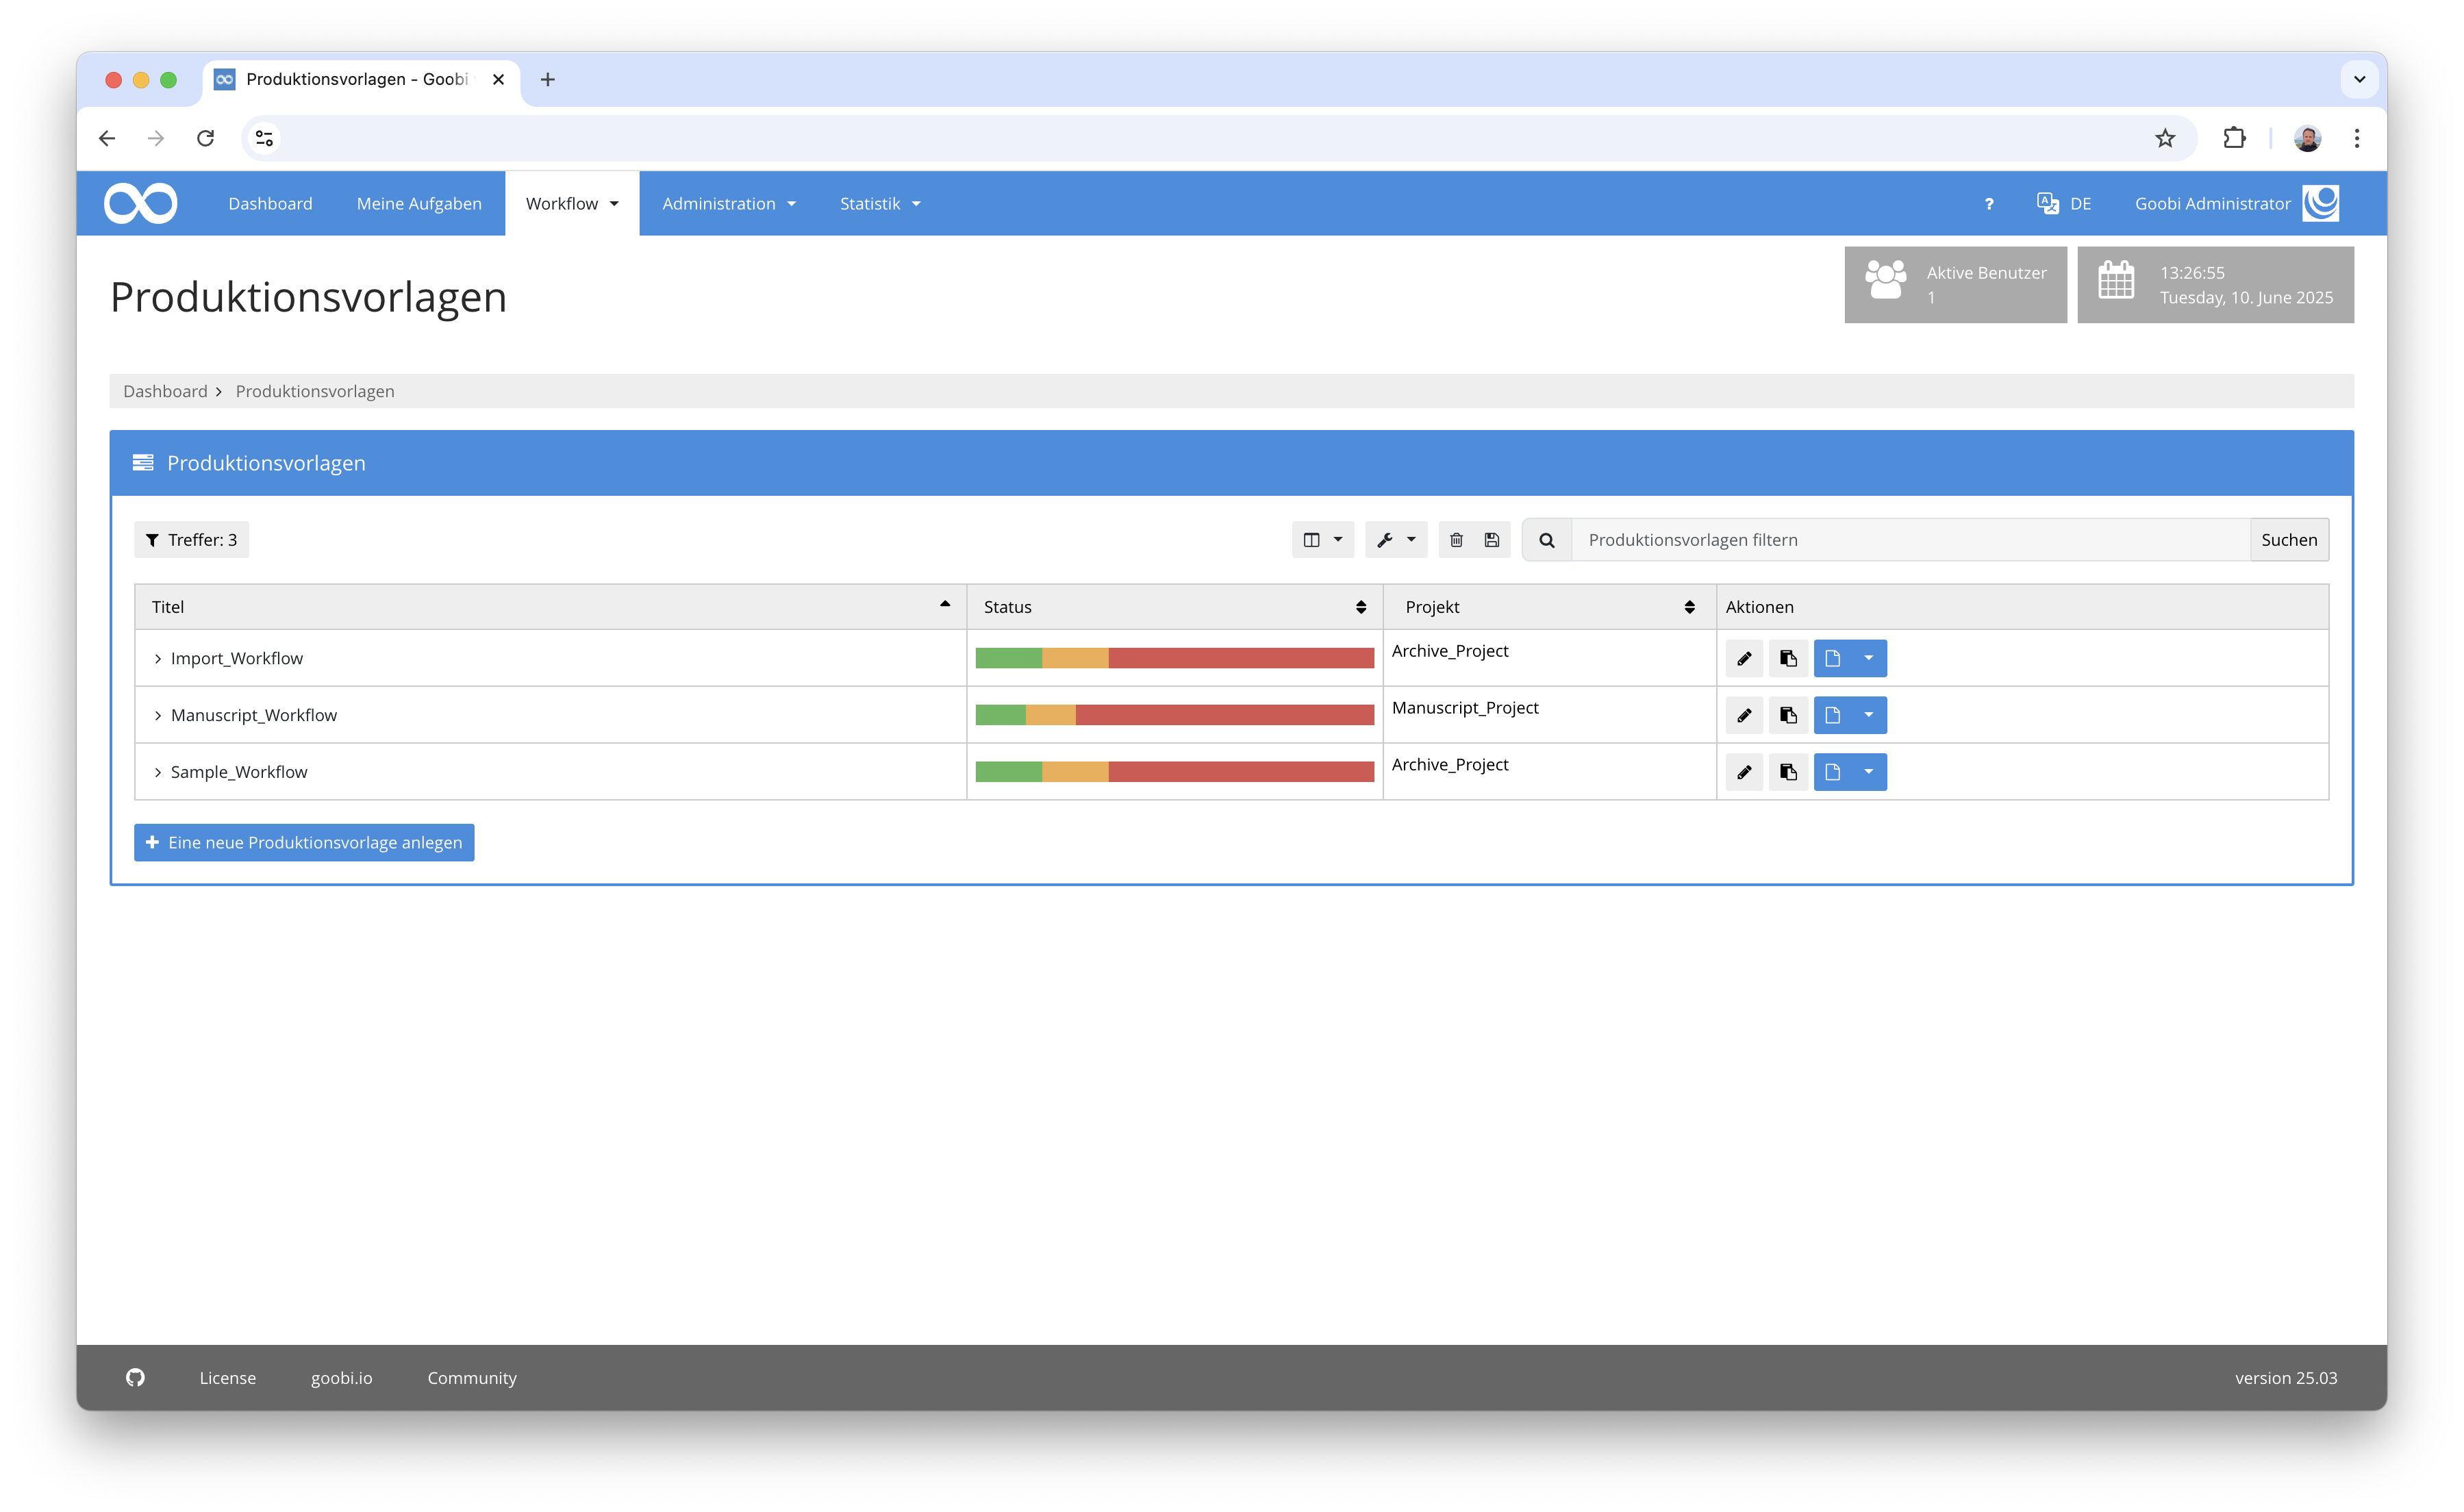 Produktionsvorlagen - Goobi
Dashboard
Meine Aufgaben
Workflow
Administration
Statistik
?
DE
Goobi Administrator
Produktionsvorlagen
Aktive Benutzer
1
13:26:55
Tuesday, 10. June 2025
Dashboard
Produktionsvorlagen
Produktionsvorlagen
Treffer: 3
Produktionsvorlagen filtern
Suchen
Titel
Status
Projekt
Aktionen
Import_Workflow
Archive_Project
Manuscript_Workflow
Manuscript_Project
Sample_Workflow
Archive_Project
Eine neue Produktionsvorlage anlegen
License
goobi.io
Community
version 25.03